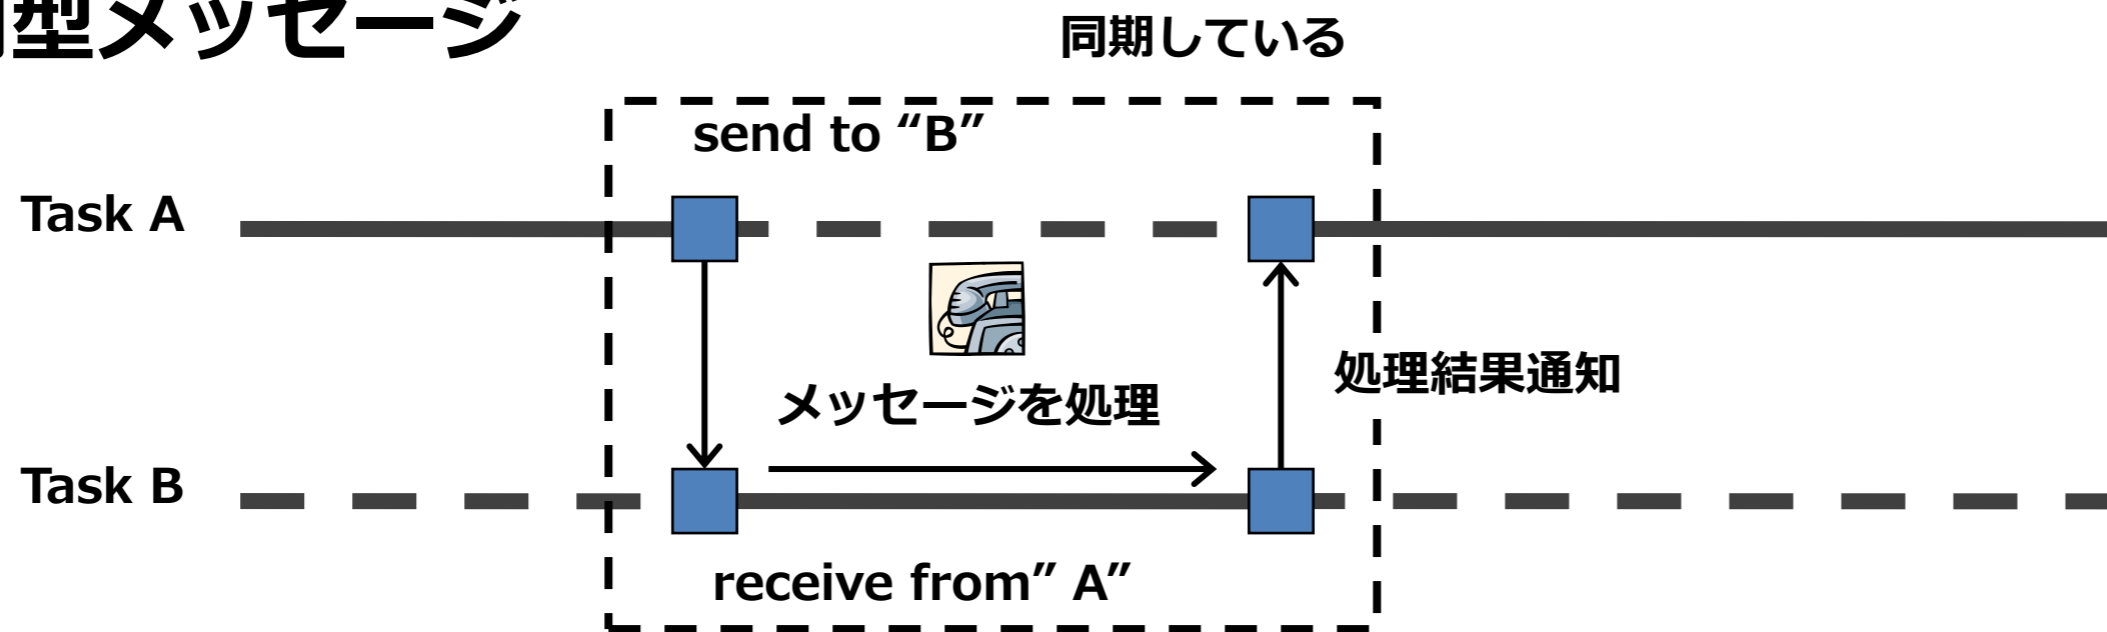 型メッセージ
同期している
send to “B”
Task A
処理結果通知
メッセージを処理
Task B
receive from” A”